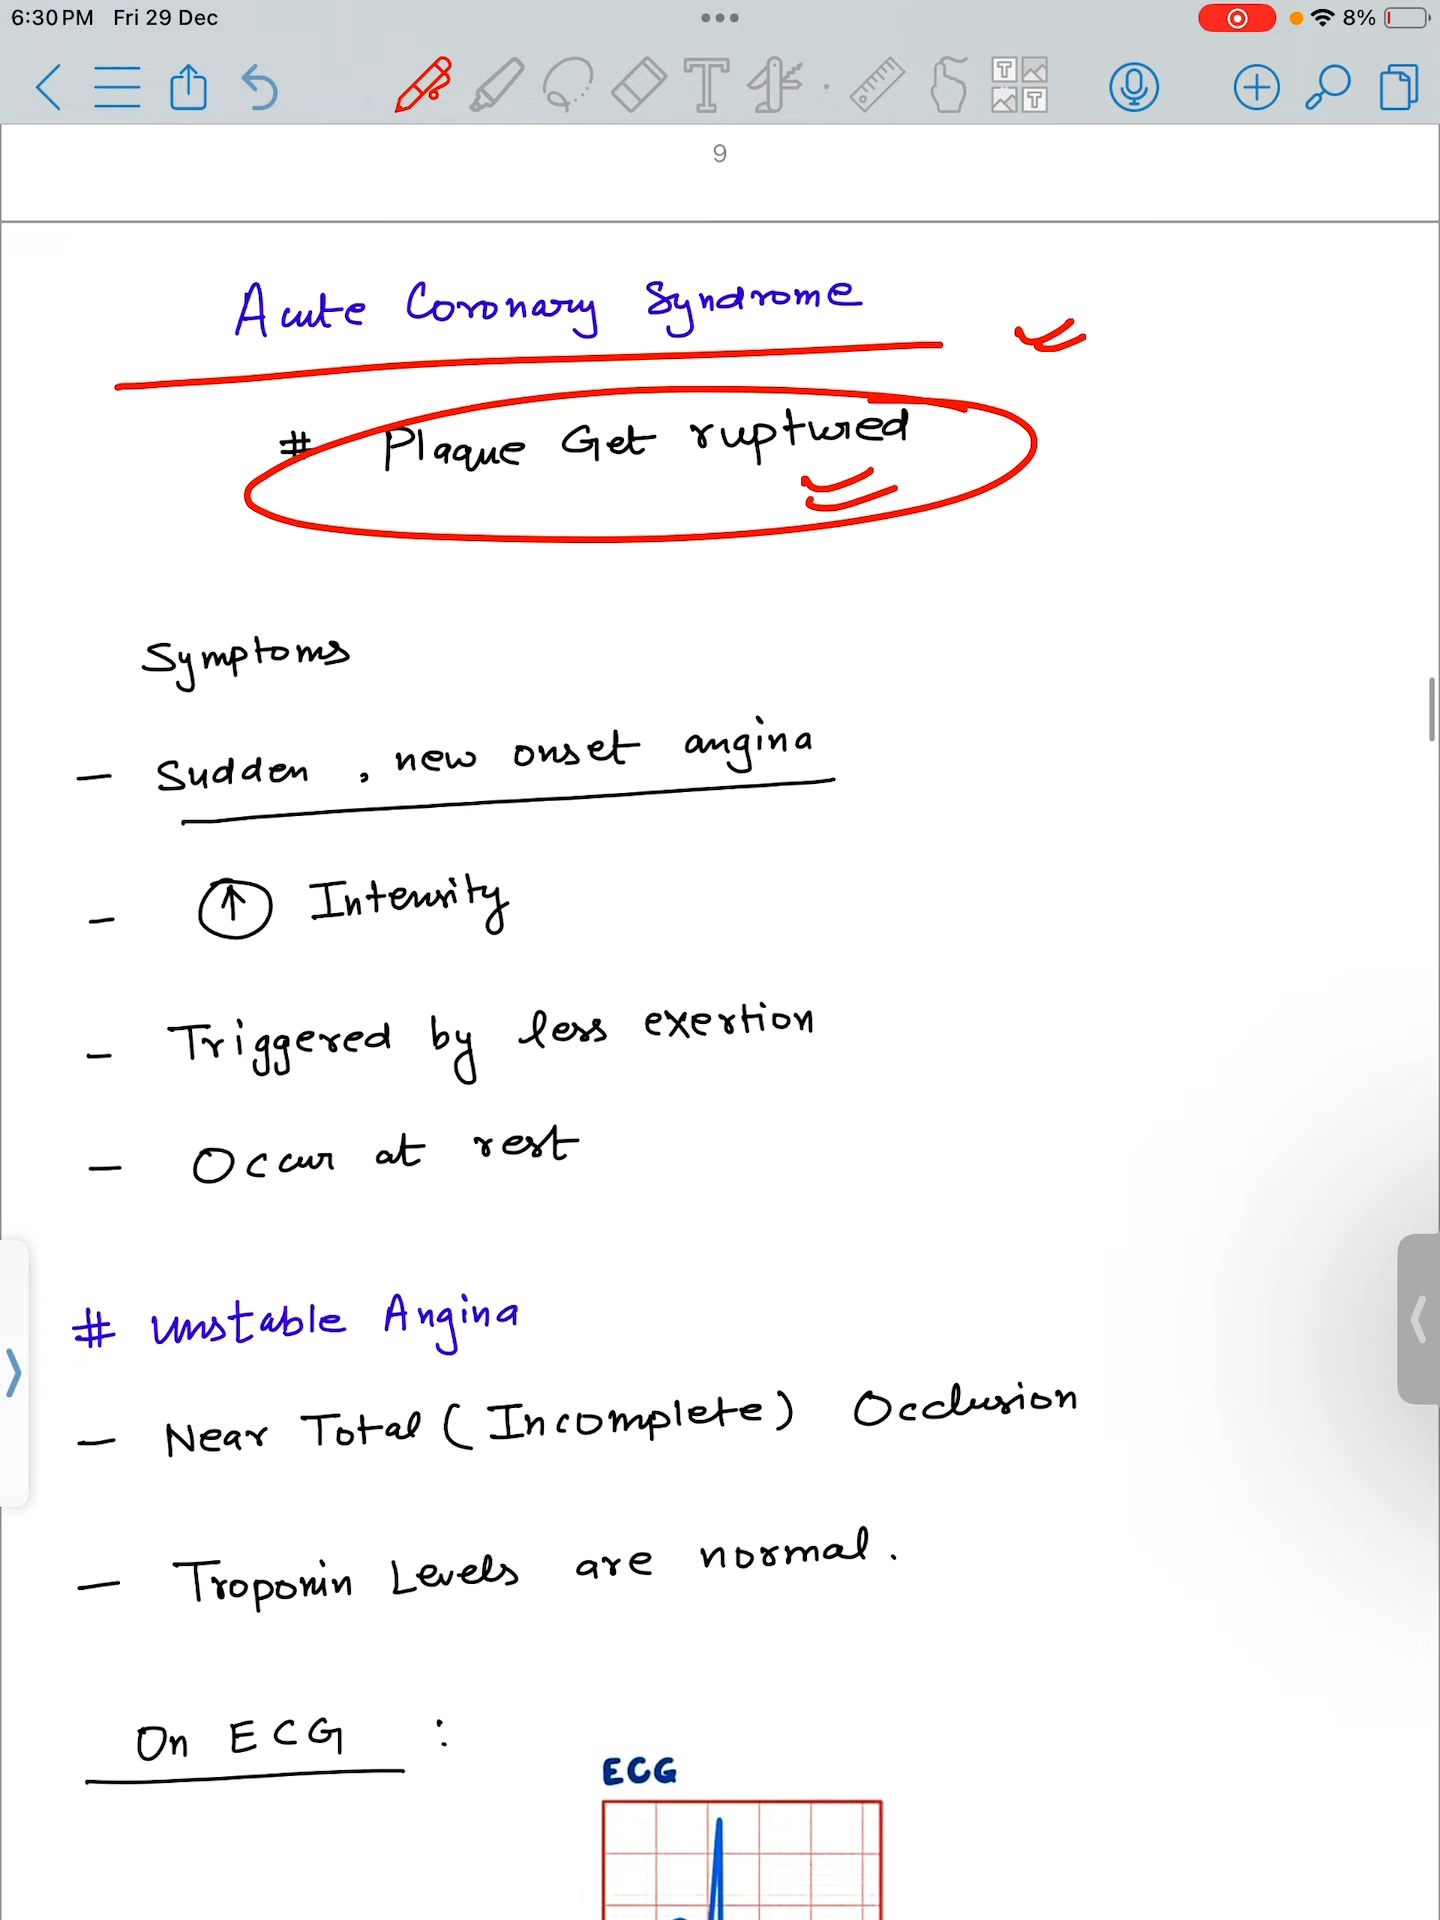 6:30 PM Fri 29 Dec
8%
9
Acute Coronary Syndrome
# Plaque Get ruptured
Symptoms
— Sudden, new onset angina
- ↑ Intensity
- Triggered by less exertion
— Occur at rest
# Unstable Angina
— Near Total (Incomplete) Occlusion
— Troponin Levels are normal.
On ECG :
ECG